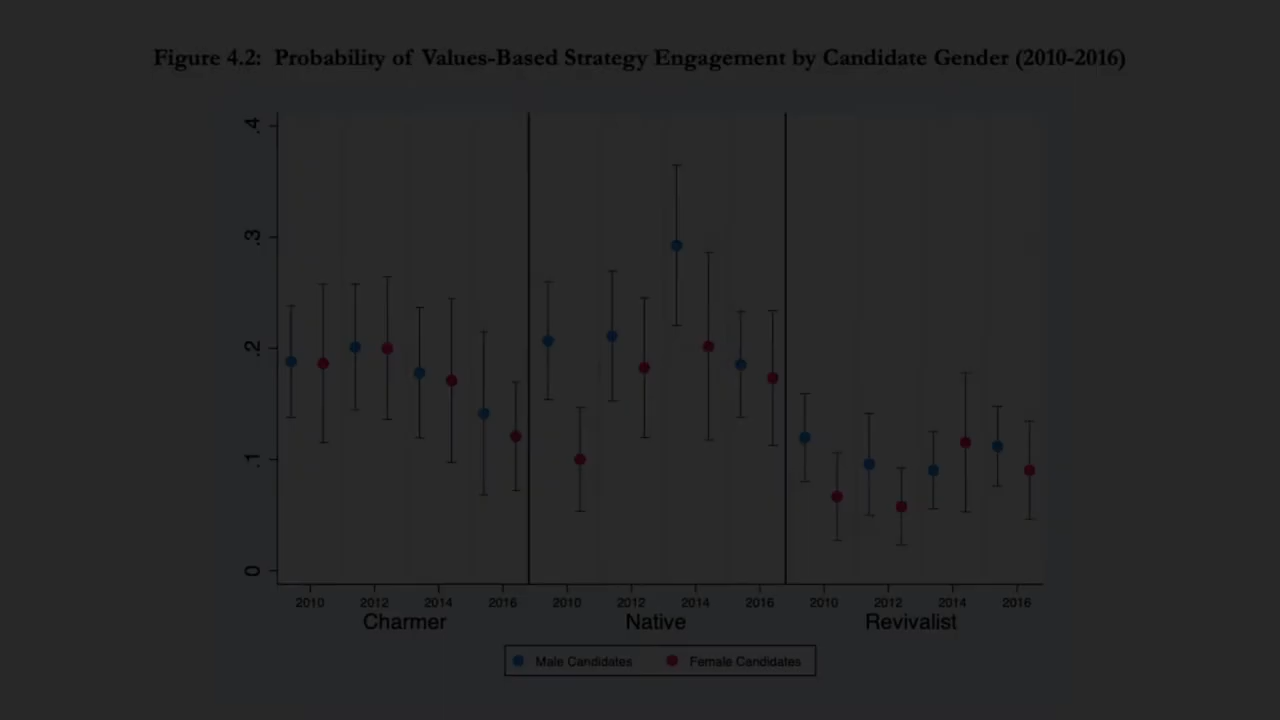 Figure 4.2: Probability of Values-Based Strategy Engagement by Candidate Gender (2010-2016)
.4
.3
.2
.1
0
2010 2012 2014 2016 2010 2012 2014 2016 2010 2012 2014 2016
Charmer Native Revivalist
Male Candidates Female Candidates